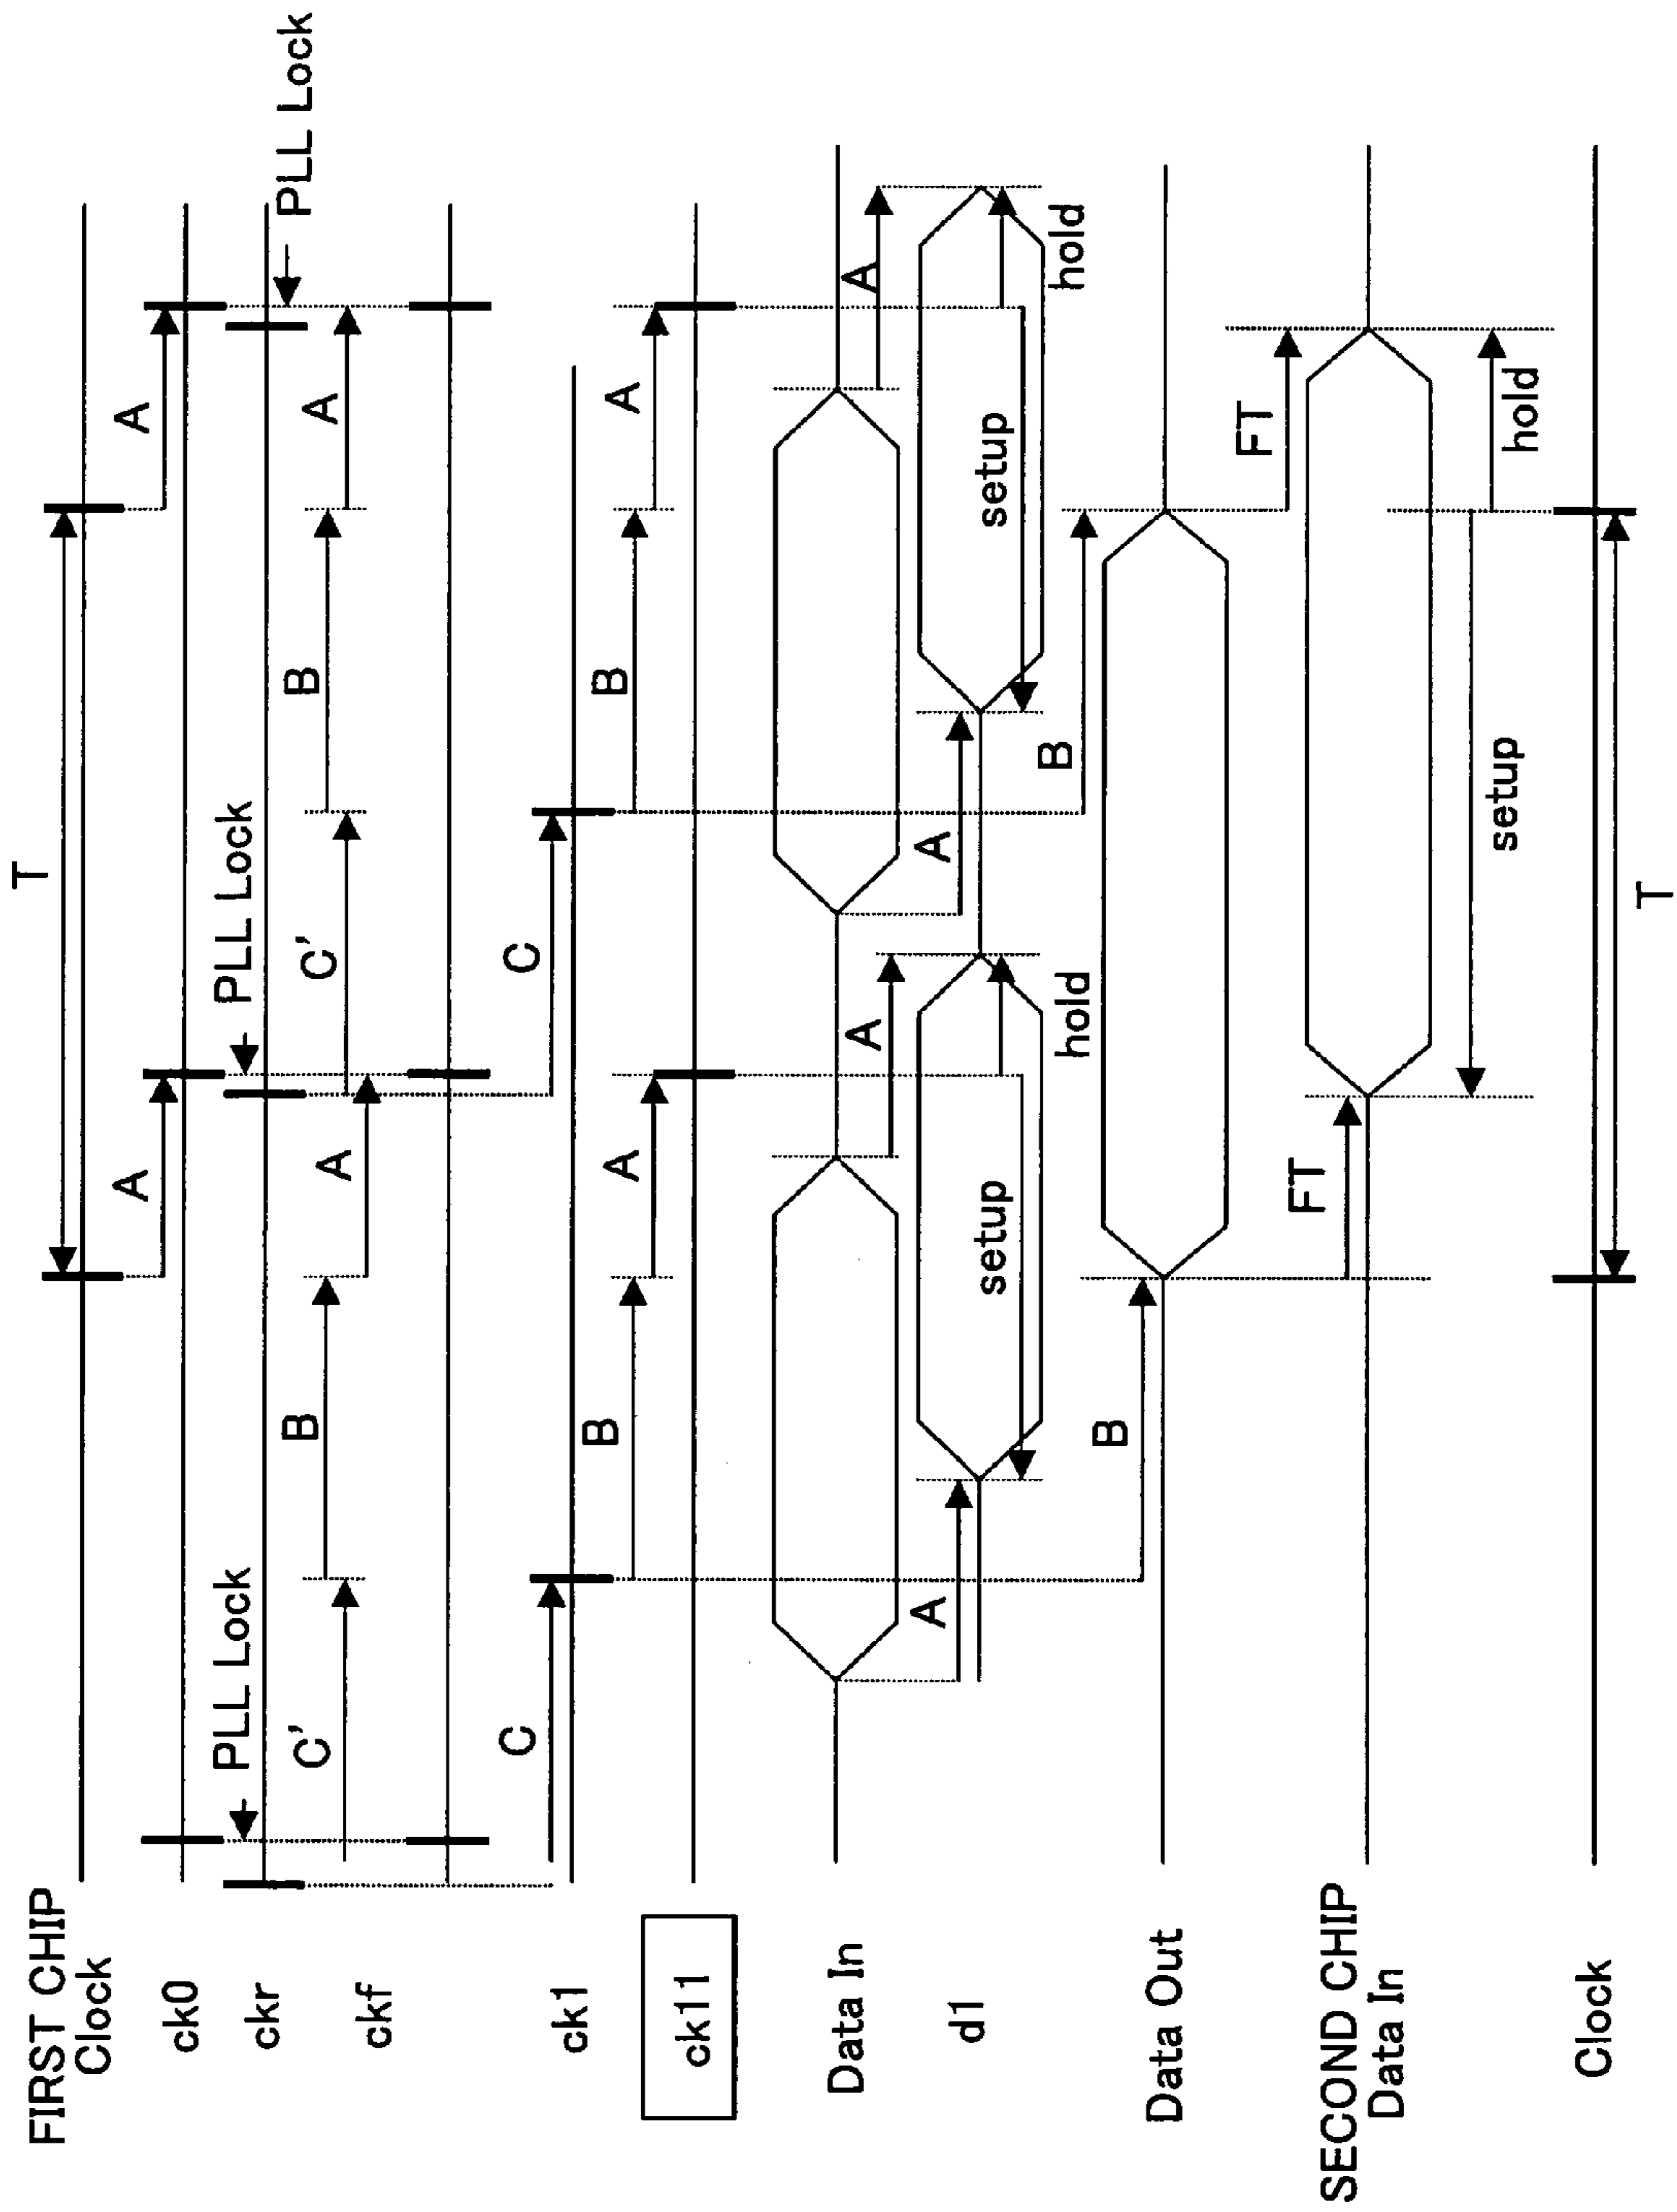 FIRST CHIP
Clock
T
A
A
ck0
ckr
PLL Lock
PLL Lock
PLL Lock
ckf
C'
B
A
C'
B
A
ck1
C
C
ck11
B
A
B
A
Data In
d1
A
A
A
A
setup
hold
setup
hold
Data Out
B
B
SECOND CHIP
Data In
FT
FT
setup
hold
Clock
T